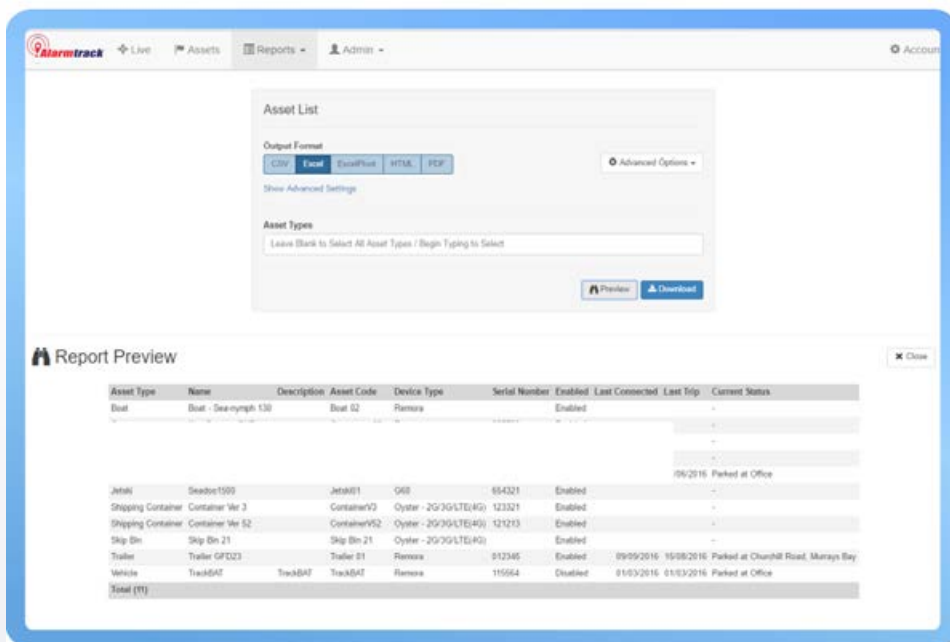 Alarmtrack Live Assets Reports Admin Accoun
Asset List
Output Format
CSV Excel ExcelPivot HTML PDF Advanced Options
Show Advanced Settings
Asset Types
Leave Blank to Select All Asset Types / Begin Typing to Select
Preview Download
Report Preview Close
Asset Type Name Description Asset Code Device Type Serial Number Enabled Last Connected Last Trip Current Status
Boat Boat - Sea-nymph 130 Boat 02 Remora Enabled -
-
-
-
/06/2016 Parked at Office
Jetski Seadoo1500 Jetski01 G60 654321 Enabled -
Shipping Container Container Ver 3 ContainerV3 Oyster - 2G/3G/LTE(4G) 123321 Enabled -
Shipping Container Container Ver 52 ContainerV52 Oyster - 2G/3G/LTE(4G) 121213 Enabled -
Skip Bin Skip Bin 21 Skip Bin 21 Oyster - 2G/3G/LTE(4G) Enabled -
Trailer Trailer GFD23 Trailer 01 Remora 012345 Enabled 09/09/2016 15/08/2016 Parked at Churchill Road, Murrays Bay
Vehicle TrackBAT TrackBAT TrackBAT Remora 115564 Disabled 01/03/2016 01/03/2016 Parked at Office
Total (11)